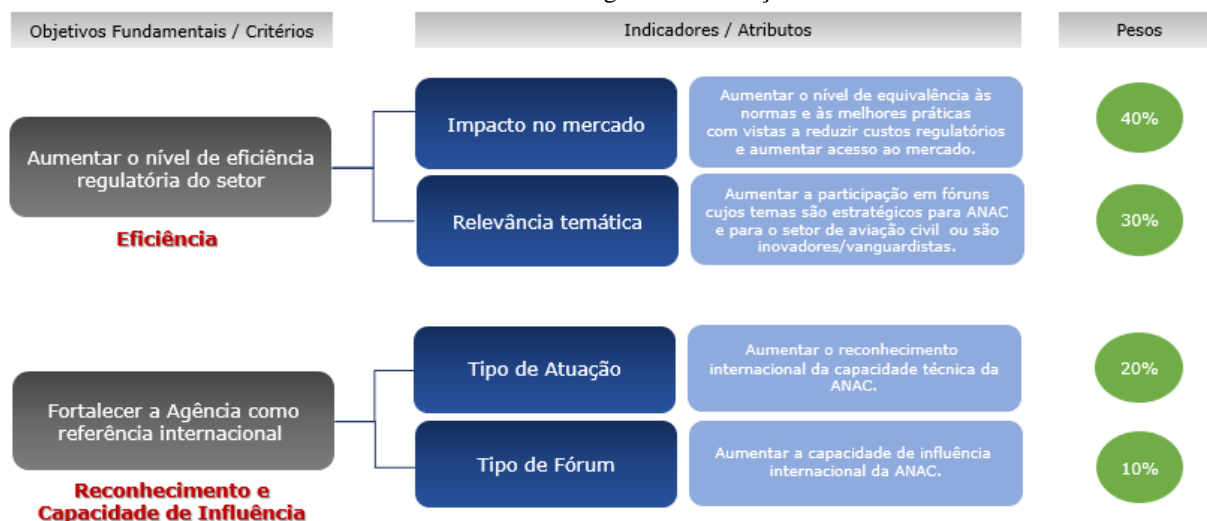 Objetivos Fundamentais / Critérios
Indicadores / Atributos
Pesos
Aumentar o nível de eficiência
regulatória do setor
Eficiência
Impacto no mercado
Aumentar o nível de equivalência às
normas e às melhores práticas
com vistas a reduzir custos regulatórios
e aumentar acesso ao mercado.
40%
Relevância temática
Aumentar a participação em fóruns
cujos temas são estratégicos para ANAC
e para o setor de aviação civil ou são
inovadores/vanguardistas.
30%
Fortalecer a Agência como
referência internacional
Reconhecimento e
Capacidade de Influência
Tipo de Atuação
Aumentar o reconhecimento
internacional da capacidade técnica da
ANAC.
20%
Tipo de Fórum
Aumentar a capacidade de influência
internacional da ANAC.
10%